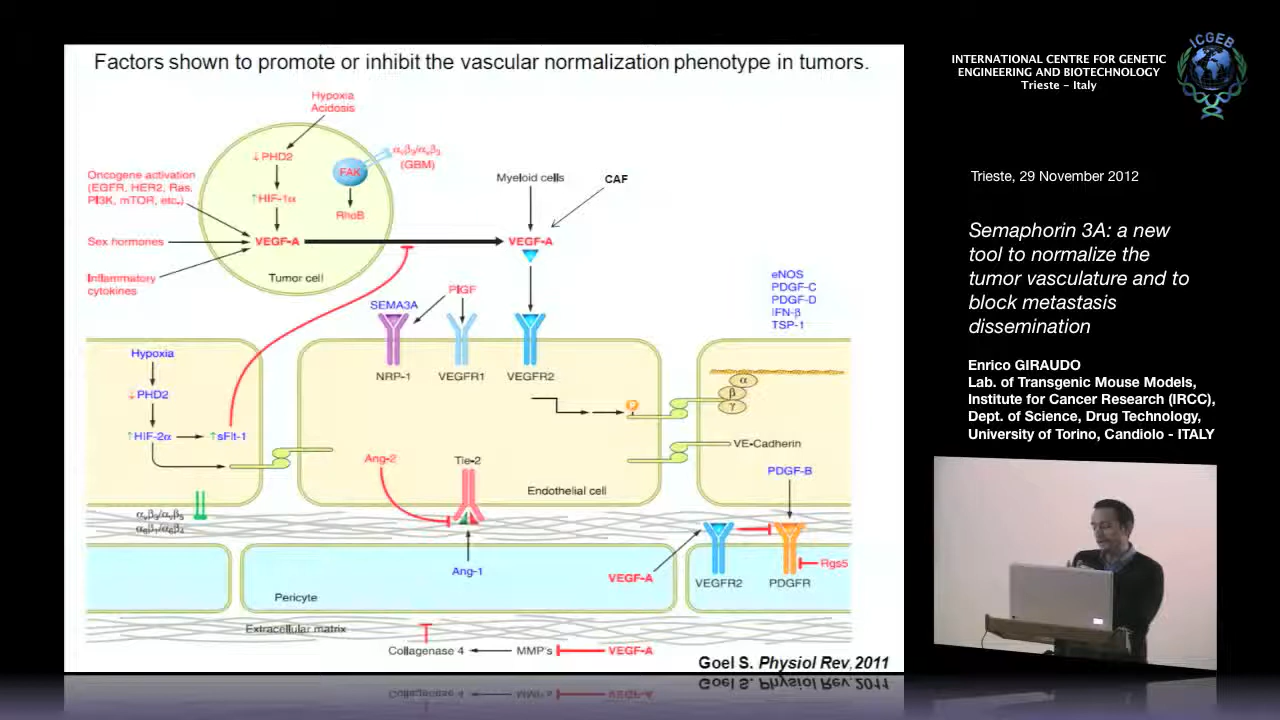 Factors shown to promote or inhibit the vascular normalization phenotype in tumors.
Hypoxia
Acidosis
↓PHD2
αvβ3/αvβ5
(GBM)
FAK
Oncogene activation
(EGFR, HER2, Ras,
PI3K, mTOR, etc.)
↑HIF-1α
RhoB
Myeloid cells
CAF
Sex hormones
VEGF-A
VEGF-A
Inflammatory
cytokines
Tumor cell
eNOS
PDGF-C
PDGF-D
IFN-β
TSP-1
PlGF
SEMA3A
Hypoxia
NRP-1
VEGFR1
VEGFR2
α
β
γ
↓PHD2
P
↑HIF-2α
↑sFlt-1
VE-Cadherin
Ang-2
Tie-2
PDGF-B
Endothelial cell
αvβ3/αvβ5
Ang-1
VEGF-A
VEGFR2
PDGFR
Rgs5
Pericyte
Extracellular matrix
Collagenase 4
MMP's
VEGF-A
Goel S. Physiol Rev, 2011
INTERNATIONAL CENTRE FOR GENETIC
ENGINEERING AND BIOTECHNOLOGY
Trieste – Italy
ICGEB
Trieste, 29 November 2012
Semaphorin 3A: a new
tool to normalize the
tumor vasculature and to
block metastasis
dissemination
Enrico GIRAUDO
Lab. of Transgenic Mouse Models,
Institute for Cancer Research (IRCC),
Dept. of Science, Drug Technology,
University of Torino, Candiolo - ITALY